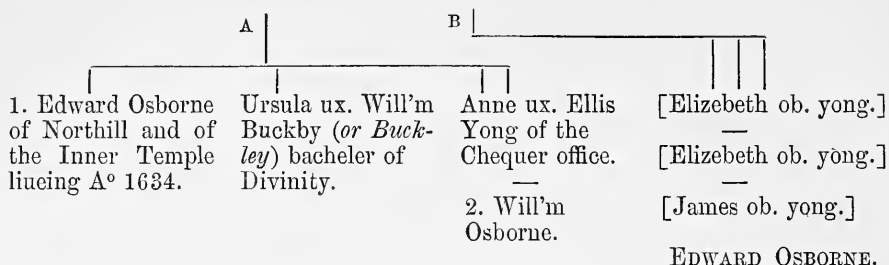 A
B
1. Edward Osborne
of Northill and of
the Inner Temple
liueing Aº 1634.
Ursula ux. Will'm
Buckby (or Buck-
ley) bacheler of
Divinity.
Anne ux. Ellis
Yong of the
Chequer office.
2. Will'm
Osborne.
[Elizebeth ob. yong.]
[Elizebeth ob. yong.]
[James ob. yong.]
EDWARD OSBORNE.